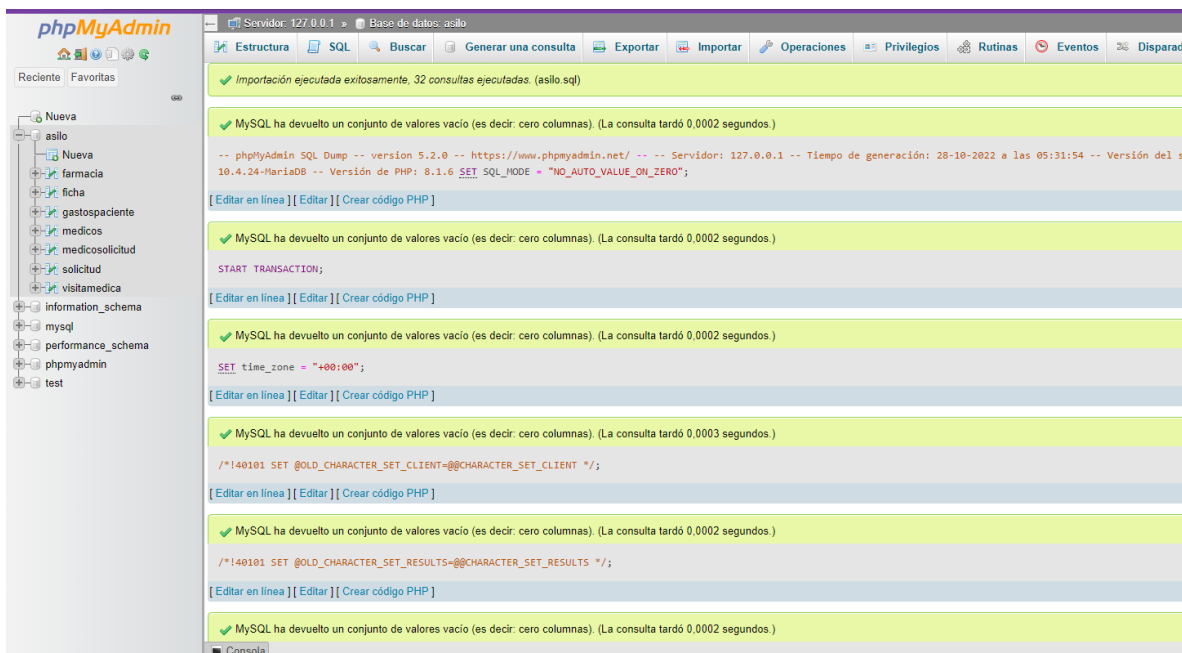 phpMyAdmin
Reciente Favoritas
Nueva
asilo
Nueva
farmacia
ficha
gastospaciente
medicos
medicosolicitud
solicitud
visitamedica
information_schema
mysql
performance_schema
phpmyadmin
test
Servidor: 127.0.0.1 » Base de datos: asilo
Estructura SQL Buscar Generar una consulta Exportar Importar Operaciones Privilegios Rutinas Eventos Disparad
Importación ejecutada exitosamente, 32 consultas ejecutadas. (asilo.sql)
MySQL ha devuelto un conjunto de valores vacío (es decir: cero columnas). (La consulta tardó 0,0002 segundos.)
-- phpMyAdmin SQL Dump -- version 5.2.0 -- https://www.phpmyadmin.net/ -- -- Servidor: 127.0.0.1 -- Tiempo de generación: 28-10-2022 a las 05:31:54 -- Versión del s
10.4.24-MariaDB -- Versión de PHP: 8.1.6 SET SQL_MODE = "NO_AUTO_VALUE_ON_ZERO";
[ Editar en línea ] [ Editar ] [ Crear código PHP ]
MySQL ha devuelto un conjunto de valores vacío (es decir: cero columnas). (La consulta tardó 0,0002 segundos.)
START TRANSACTION;
[ Editar en línea ] [ Editar ] [ Crear código PHP ]
MySQL ha devuelto un conjunto de valores vacío (es decir: cero columnas). (La consulta tardó 0,0002 segundos.)
SET time_zone = "+00:00";
[ Editar en línea ] [ Editar ] [ Crear código PHP ]
MySQL ha devuelto un conjunto de valores vacío (es decir: cero columnas). (La consulta tardó 0,0003 segundos.)
/*!40101 SET @OLD_CHARACTER_SET_CLIENT=@@CHARACTER_SET_CLIENT */;
[ Editar en línea ] [ Editar ] [ Crear código PHP ]
MySQL ha devuelto un conjunto de valores vacío (es decir: cero columnas). (La consulta tardó 0,0002 segundos.)
/*!40101 SET @OLD_CHARACTER_SET_RESULTS=@@CHARACTER_SET_RESULTS */;
[ Editar en línea ] [ Editar ] [ Crear código PHP ]
MySQL ha devuelto un conjunto de valores vacío (es decir: cero columnas). (La consulta tardó 0,0002 segundos.)
Consola